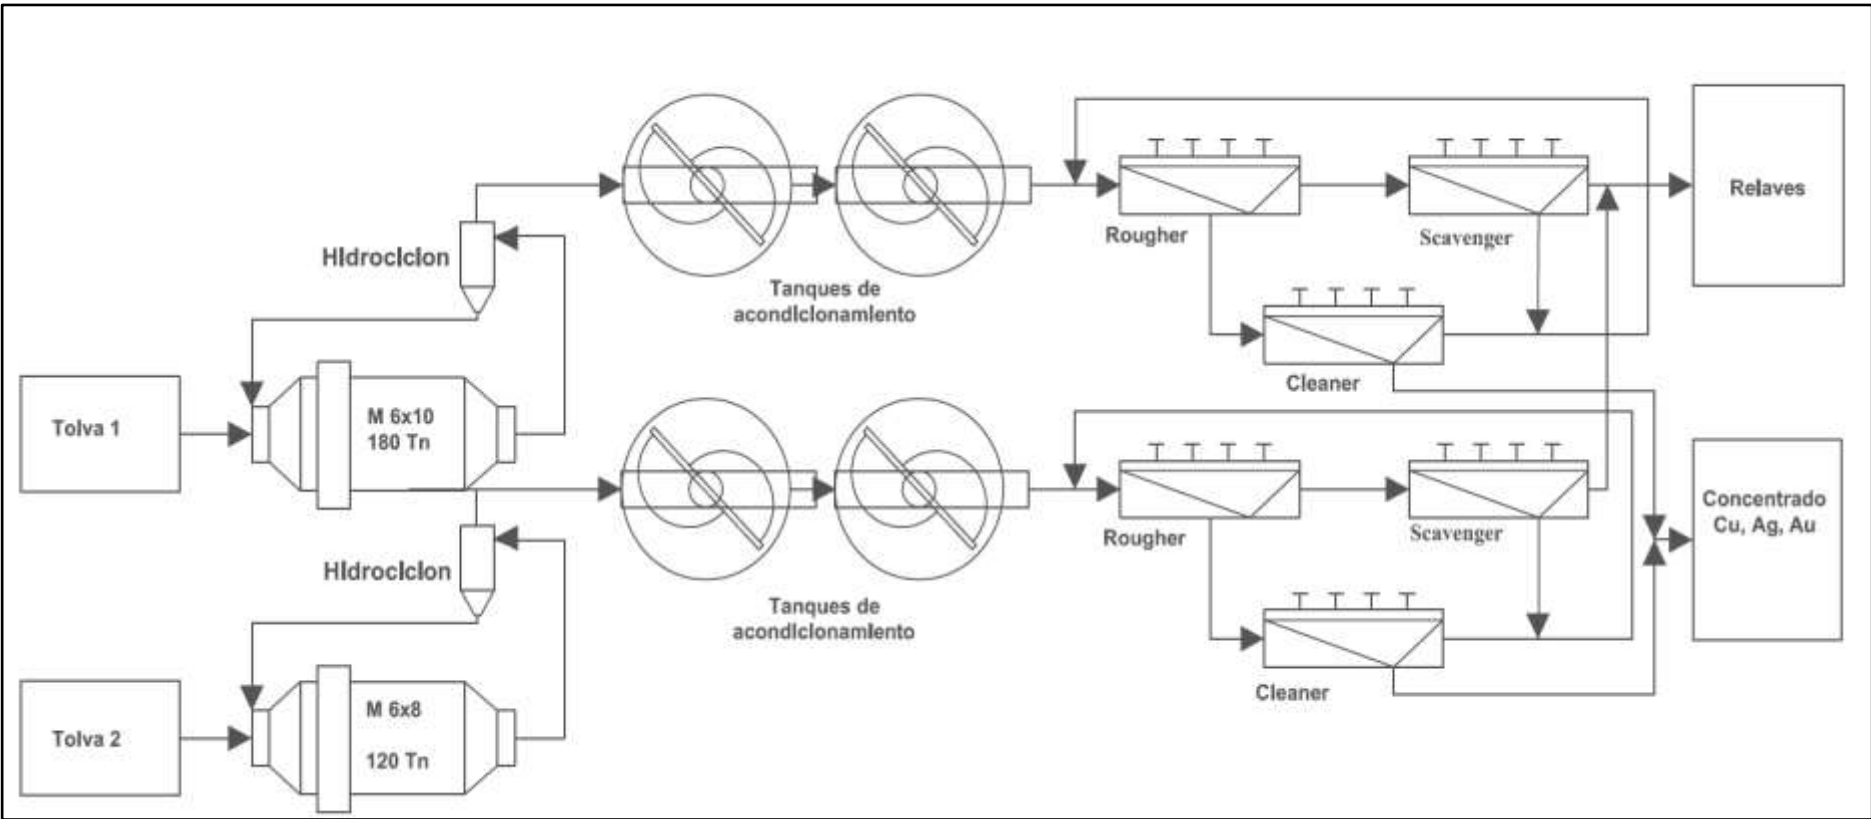 Hidrociclon
Tanques de
acondicionamiento
Rougher
Scavenger
Relaves
Cleaner
Tolva 1
M 6x10
180 Tn
Concentrado
Cu, Ag, Au
Rougher
Scavenger
Hidrociclon
Tanques de
acondicionamiento
Cleaner
Tolva 2
M 6x8
120 Tn